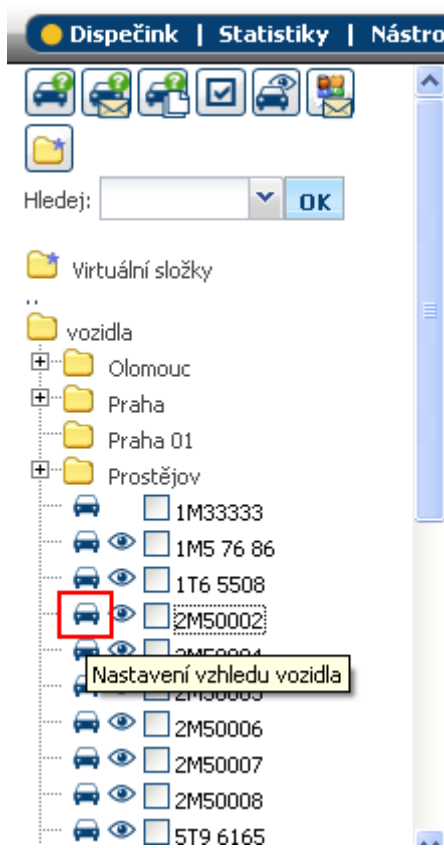 Dispečink | Statistiky | Nástro
Hledej: OK
Virtuální složky
..
vozidla
Olomouc
Praha
Praha 01
Prostějov
1M33333
1M5 76 86
1T6 5508
2M50002
Nastavení vzhledu vozidla
2M50006
2M50007
2M50008
5T9 6165